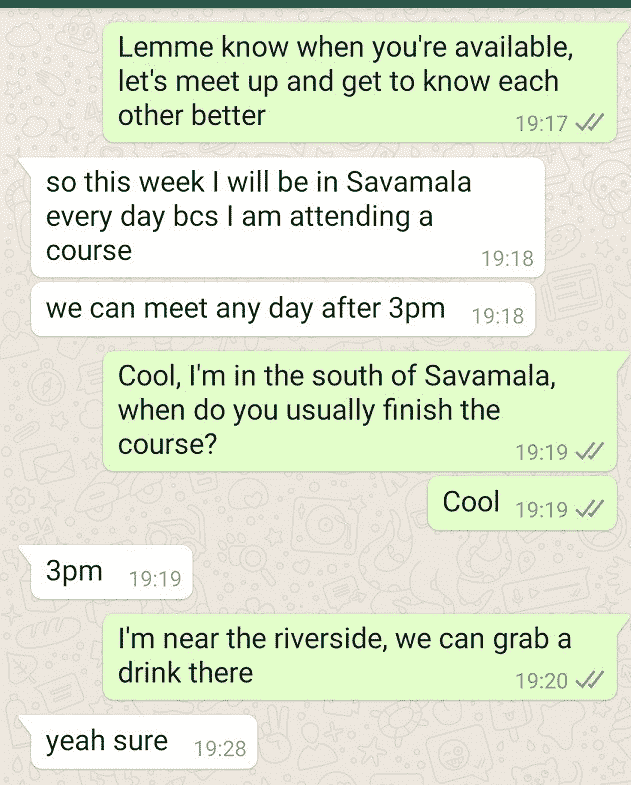 Lemme know when you're available,
let's meet up and get to know each
other better
19:17
so this week I will be in Savamala
every day bcs I am attending a
course
19:18
we can meet any day after 3pm 19:18
Cool, I'm in the south of Savamala,
when do you usually finish the
course?
19:19
Cool 19:19
3pm 19:19
I'm near the riverside, we can grab a
drink there
19:20
yeah sure 19:28